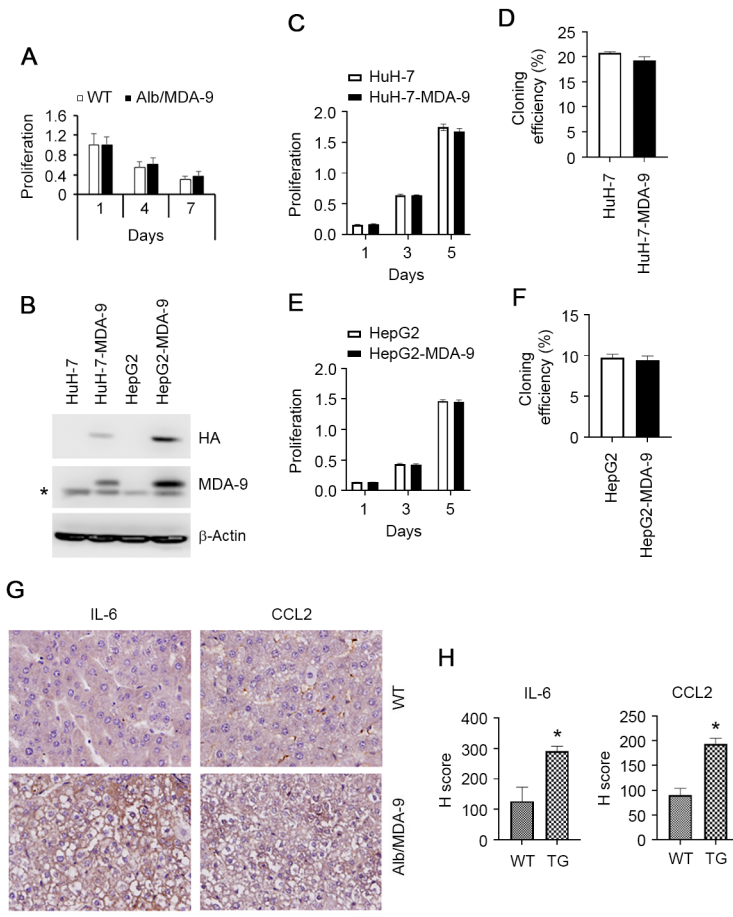 A
WT Alb/MDA-9
Proliferation
1.6
1.2
0.8
0.4
0
1 4 7
Days
B
HuH-7
HuH-7-MDA-9
HepG2
HepG2-MDA-9
HA
MDA-9
*
β-Actin
C
HuH-7
HuH-7-MDA-9
Proliferation
2.0
1.5
1.0
0.5
0.0
1 3 5
Days
D
Cloning
efficiency (%)
25
20
15
10
5
0
HuH-7
HuH-7-MDA-9
E
HepG2
HepG2-MDA-9
Proliferation
2.0
1.5
1.0
0.5
0.0
1 3 5
Days
F
Cloning
efficiency (%)
15
10
5
0
HepG2
HepG2-MDA-9
G
IL-6 CCL2
WT
Alb/MDA-9
H
IL-6
H score
400
300
200
100
0
*
WT TG
CCL2
H score
250
200
150
100
50
0
*
WT TG